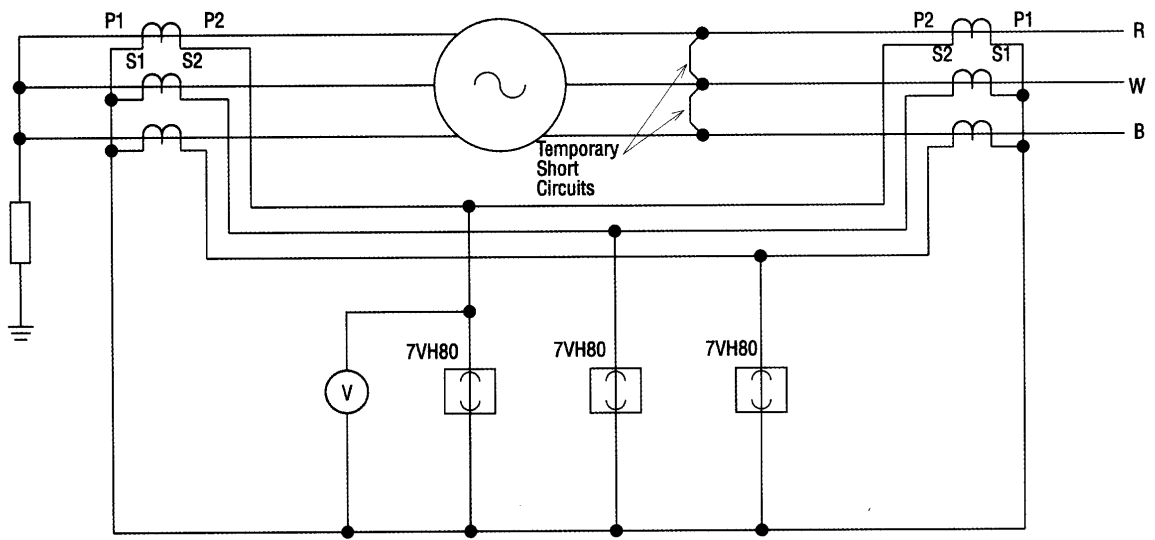 P1 P2
P2 P1
R
S1 S2
S2 S1
W
B
Temporary
Short
Circuits
7VH80 7VH80 7VH80
V